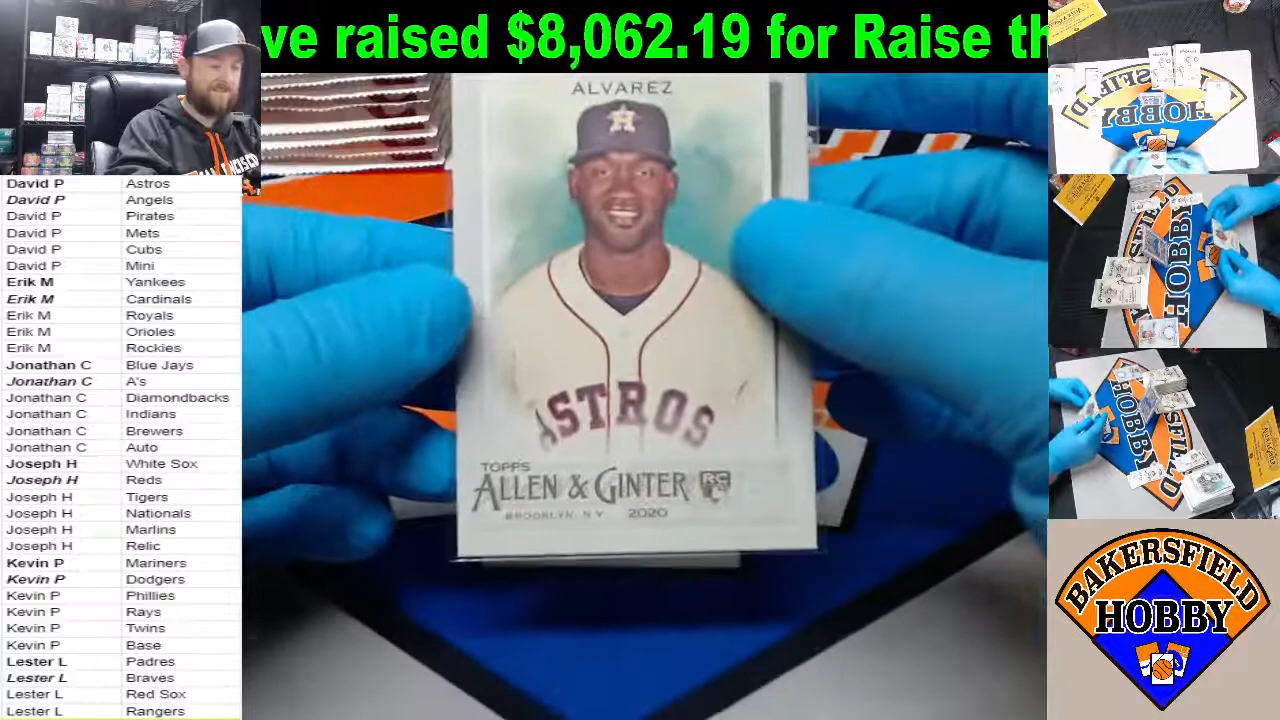 ve raised $8,062.19 for Raise th
ALVAREZ
ASTROS
TOPPS
ALLEN & GINTER RC
BROOKLYN, N.Y. 2020
David P Astros
David P Angels
David P Pirates
David P Mets
David P Cubs
David P Mini
Erik M Yankees
Erik M Cardinals
Erik M Royals
Erik M Orioles
Erik M Rockies
Jonathan C Blue Jays
Jonathan C A's
Jonathan C Diamondbacks
Jonathan C Indians
Jonathan C Brewers
Jonathan C Auto
Joseph H White Sox
Joseph H Reds
Joseph H Tigers
Joseph H Nationals
Joseph H Marlins
Joseph H Relic
Kevin P Mariners
Kevin P Dodgers
Kevin P Phillies
Kevin P Rays
Kevin P Twins
Kevin P Base
Lester L Padres
Lester L Braves
Lester L Red Sox
Lester L Rangers
HOBBY
HOBBY
HOBBY
BAKERSFIELD
HOBBY